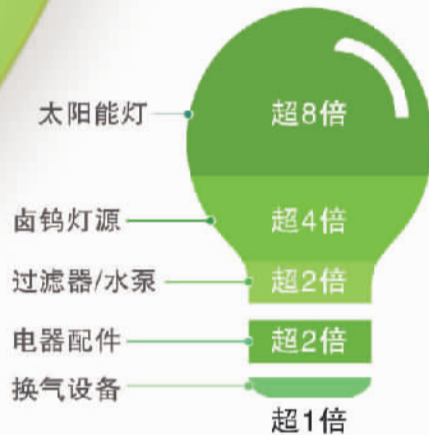 太阳能灯 超8倍
卤钨灯源 超4倍
过滤器/水泵 超2倍
电器配件 超2倍
换气设备
超1倍